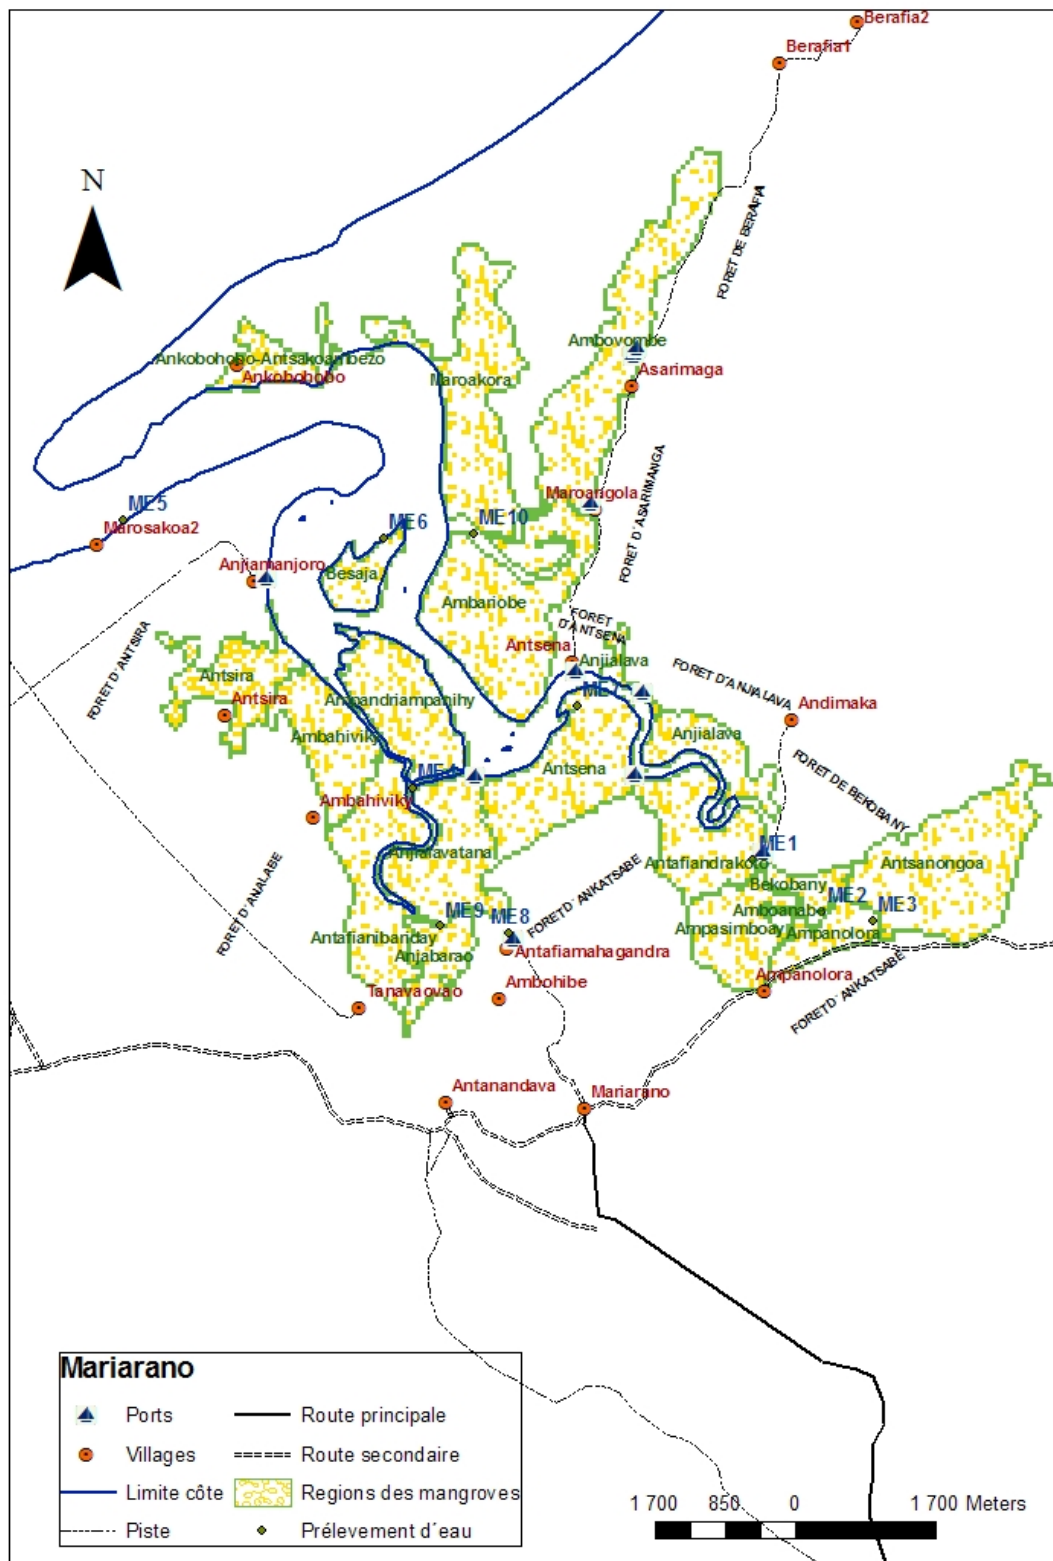 Berafia2
Berafia1
N
FORET DE BERAFIA
Ambovombe
Ankobohobo-Antsakoambezo
Ankobohobo
Maroakora
Asarimaga
FORET D'ASARIMANGA
Maroangola
ME5
Marosakoa2
ME6
ME10
Anjiamanjoro
Besaja
Ambariobe
FORET
D'ANTSENA
FORET D'ANTSIRA
Antsena
Anjialava
FORET D'ANJIALAVA
Antsira
Antsira
Ampandriampanihy
Andimaka
Ambahiviky
Anjialava
Antsena
FORET DE BEKOBANY
Ambahiviky
ME1
Anjialavatana
Antafiandrakoto
Antsanongoa
FORET D'ANALABE
FORET D'ANKATSABE
Bekobany
ME2
Amboanabo
ME3
ME9
ME8
Ampasimboay
Ampanolora
Antafianibanday
Anjabarao
Antafiamahagandra
Ampanolora
FORET D'ANKATSABE
Tanavaovao
Ambohibe
Antanandava
Mariarano
Mariarano
Ports
Route principale
Villages
Route secondaire
Limite côte
Regions des mangroves
Piste
Prélevement d'eau
1 700 850 0 1 700 Meters